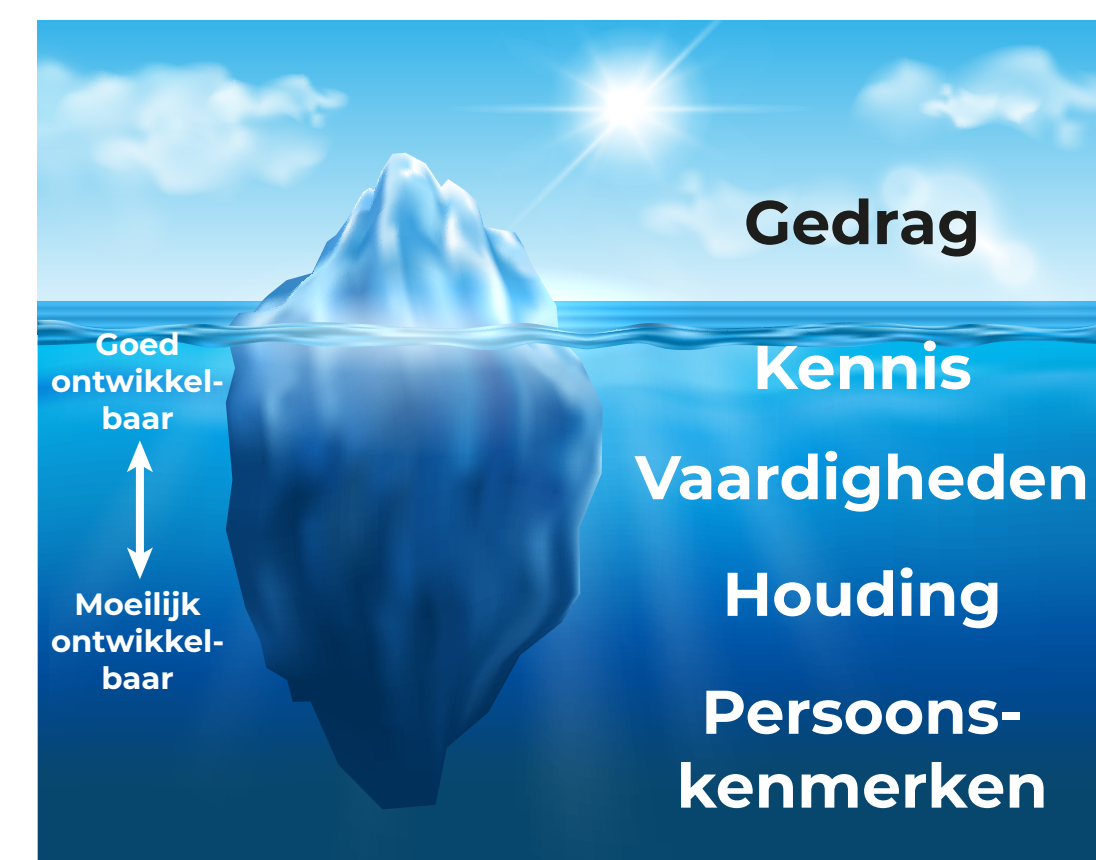 Gedrag
Goed
ontwikkel-
baar
Moeilijk
ontwikkel-
baar
Kennis
Vaardigheden
Houding
Persoons-
kenmerken